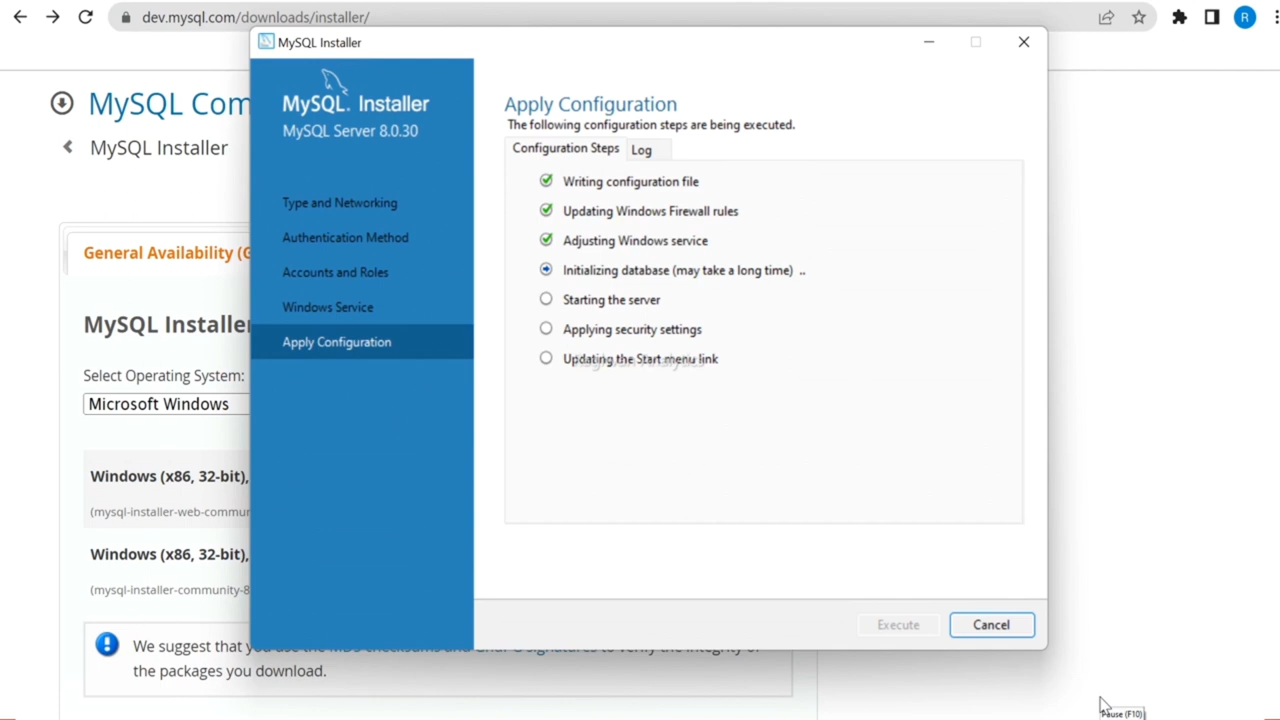 dev.mysql.com/downloads/installer/
R
MySQL Installer
MySQL. Installer
MySQL Server 8.0.30
Type and Networking
Authentication Method
Accounts and Roles
Windows Service
Apply Configuration
Apply Configuration
The following configuration steps are being executed.
Configuration Steps
Log
Writing configuration file
Updating Windows Firewall rules
Adjusting Windows service
Initializing database (may take a long time) ..
Starting the server
Applying security settings
Updating the Start menu link
Execute
Cancel
MySQL Com
MySQL Installer
General Availability (G
MySQL Installer
Select Operating System:
Microsoft Windows
Windows (x86, 32-bit),
(mysql-installer-web-commun
Windows (x86, 32-bit),
(mysql-installer-community-8
We suggest that you use the MD5 checksums and GnuPG signatures to verify the integrity of
the packages you download.
Pause (F10)